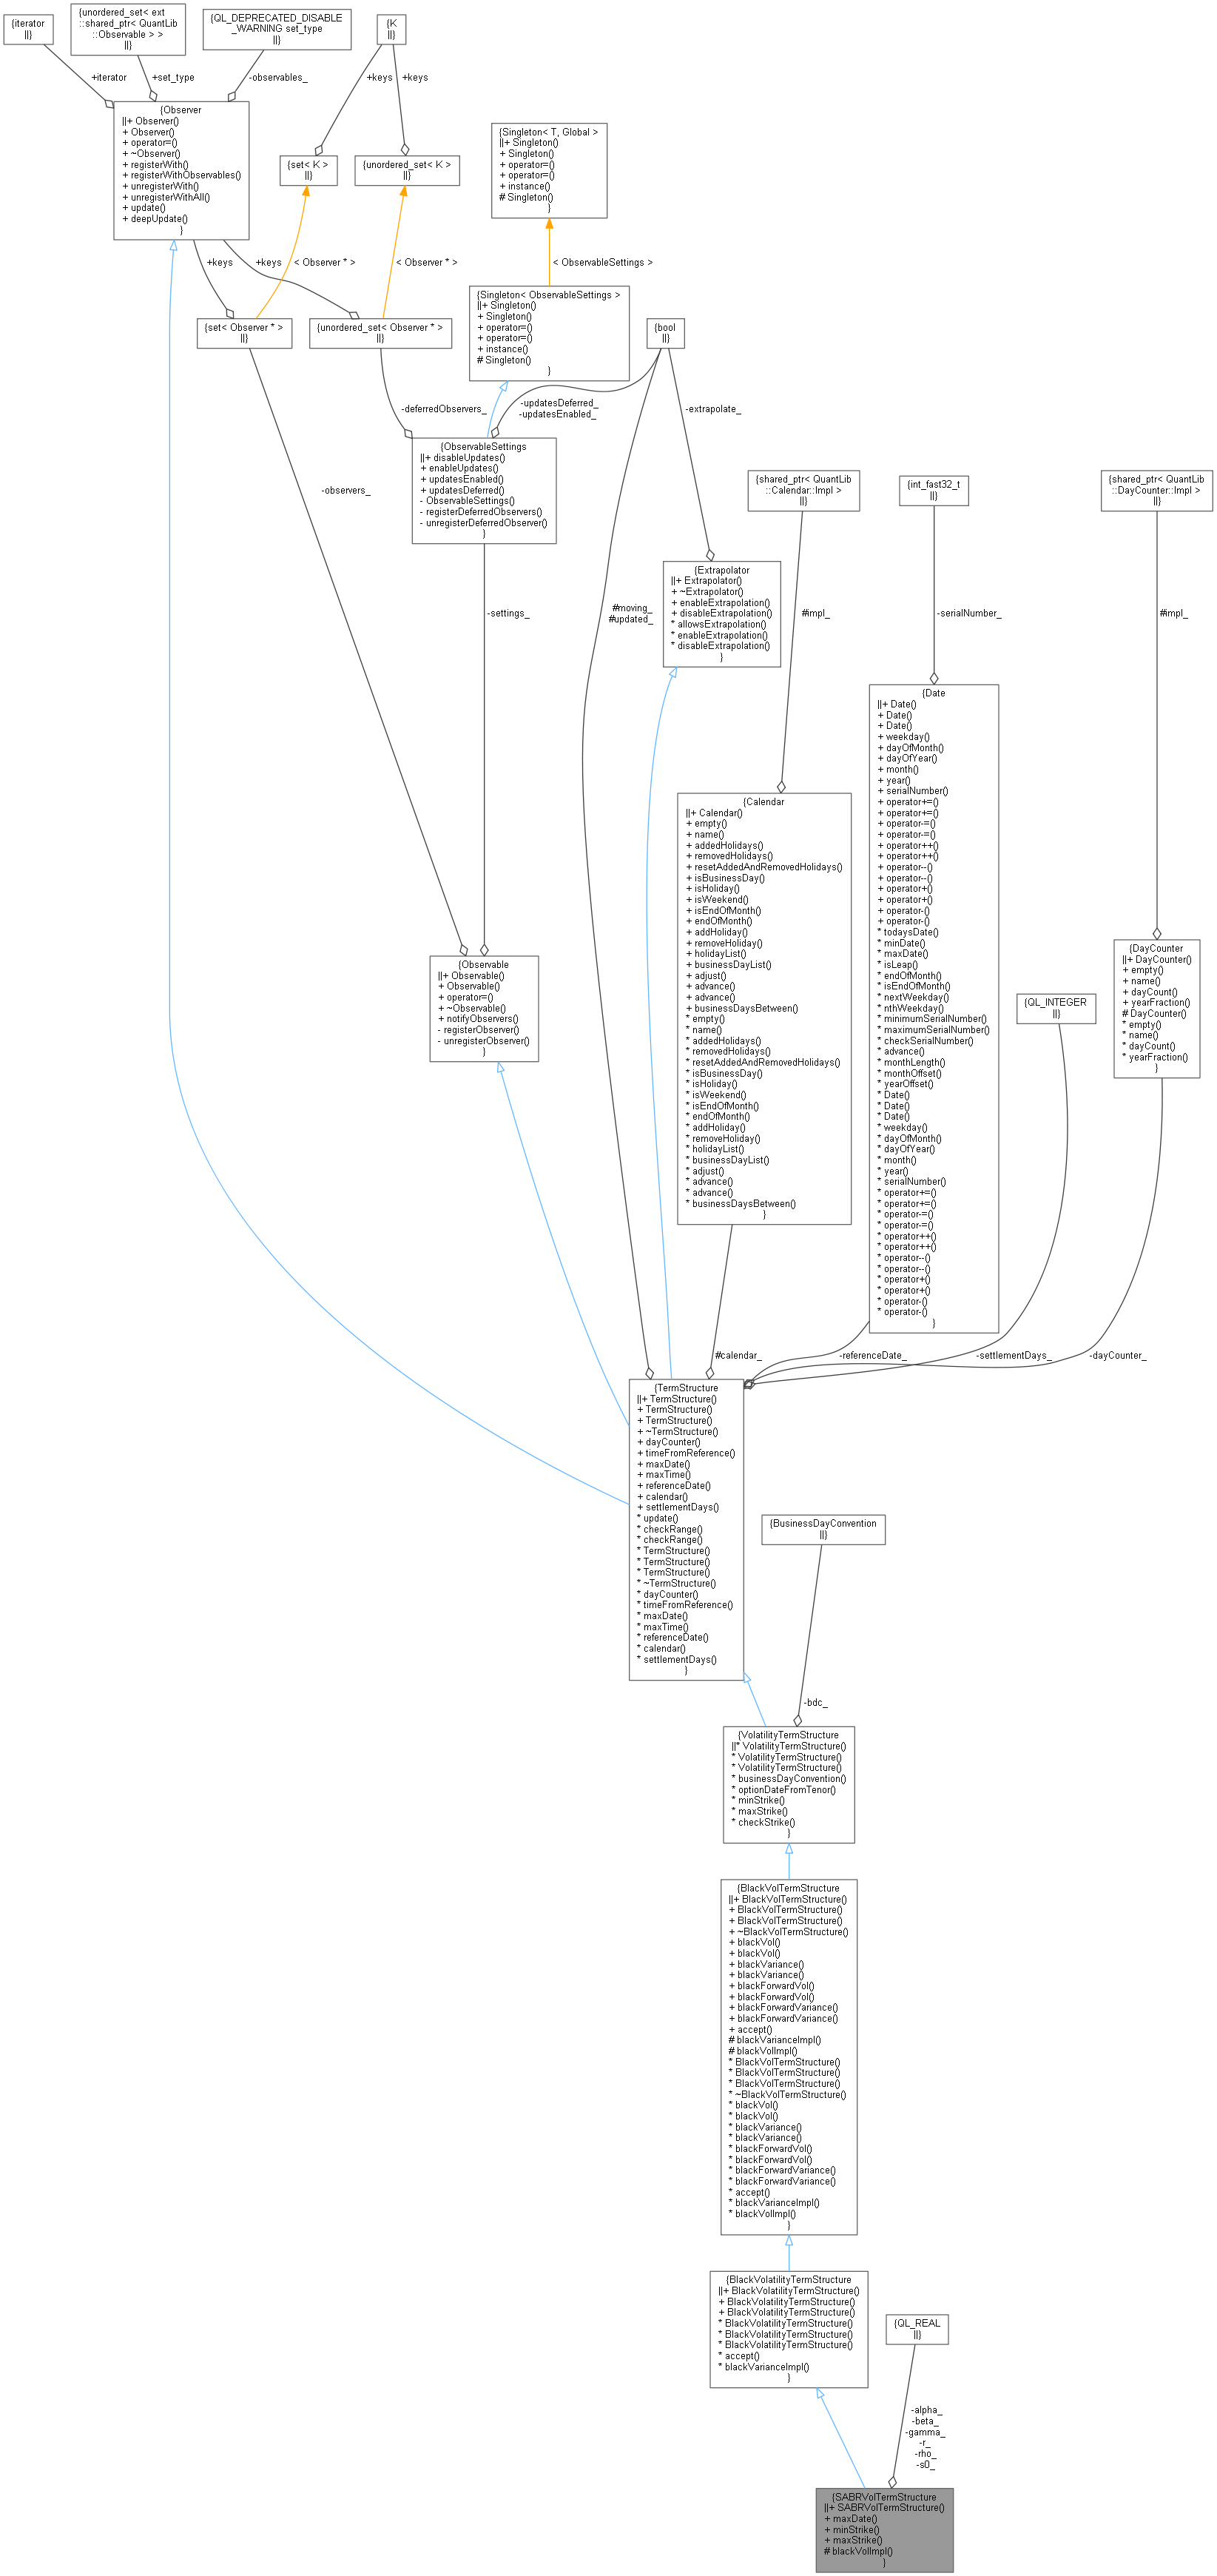 {iterator
||}
{unordered_set< ext
::shared_ptr< QuantLib
::Observable > >
||}
{QL_DEPRECATED_DISABLE
_WARNING set_type
||}
{K
||}
+iterator
+set_type
-observables_
+keys
+keys
{Observer
||+ Observer()
+ Observer()
+ operator=()
+ ~Observer()
+ registerWith()
+ registerWithObservables()
+ unregisterWith()
+ unregisterWithAll()
+ update()
+ deepUpdate()
}
{set< K >
||}
{unordered_set< K >
||}
{Singleton< T, Global >
||+ Singleton()
+ Singleton()
+ operator=()
+ operator=()
+ instance()
# Singleton()
}
+keys
+keys
< Observer * >
< Observer * >
< ObservableSettings >
{set< Observer * >
||}
{unordered_set< Observer * >
||}
{Singleton< ObservableSettings >
||+ Singleton()
+ Singleton()
+ operator=()
+ operator=()
+ instance()
# Singleton()
}
{bool
||}
-deferredObservers_
-updatesDeferred_
-updatesEnabled_
-extrapolate_
{ObservableSettings
||+ disableUpdates()
+ enableUpdates()
+ updatesEnabled()
+ updatesDeferred()
- ObservableSettings()
- registerDeferredObservers()
- unregisterDeferredObserver()
}
-observers_
{shared_ptr< QuantLib
::Calendar::Impl >
||}
{int_fast32_t
||}
{shared_ptr< QuantLib
::DayCounter::Impl >
||}
-settings_
#moving_
#updated_
{Extrapolator
||+ Extrapolator()
+ ~Extrapolator()
+ enableExtrapolation()
+ disableExtrapolation()
* allowsExtrapolation()
* enableExtrapolation()
* disableExtrapolation()
}
#impl_
-serialNumber_
#impl_
{Date
||+ Date()
+ Date()
+ Date()
+ weekday()
+ dayOfMonth()
+ dayOfYear()
+ month()
+ year()
+ serialNumber()
+ operator+=()
+ operator+=()
+ operator-=()
+ operator-=()
+ operator++()
+ operator++()
+ operator--()
+ operator--()
+ operator+()
+ operator+()
+ operator-()
+ operator-()
* todaysDate()
* minDate()
* maxDate()
* isLeap()
* endOfMonth()
* isEndOfMonth()
* nextWeekday()
* nthWeekday()
* minimumSerialNumber()
* maximumSerialNumber()
* checkSerialNumber()
* advance()
* monthLength()
* monthOffset()
* yearOffset()
* Date()
* Date()
* Date()
* weekday()
* dayOfMonth()
* dayOfYear()
* month()
* year()
* serialNumber()
* operator+=()
* operator+=()
* operator-=()
* operator-=()
* operator++()
* operator++()
* operator--()
* operator--()
* operator+()
* operator+()
* operator-()
* operator-()
}
{Calendar
||+ Calendar()
+ empty()
+ name()
+ addedHolidays()
+ removedHolidays()
+ resetAddedAndRemovedHolidays()
+ isBusinessDay()
+ isHoliday()
+ isWeekend()
+ isEndOfMonth()
+ endOfMonth()
+ addHoliday()
+ removeHoliday()
+ holidayList()
+ businessDayList()
+ adjust()
+ advance()
+ advance()
+ businessDaysBetween()
* empty()
* name()
* addedHolidays()
* removedHolidays()
* resetAddedAndRemovedHolidays()
* isBusinessDay()
* isHoliday()
* isWeekend()
* isEndOfMonth()
* endOfMonth()
* addHoliday()
* removeHoliday()
* holidayList()
* businessDayList()
* adjust()
* advance()
* advance()
* businessDaysBetween()
}
{Observable
||+ Observable()
+ Observable()
+ operator=()
+ ~Observable()
+ notifyObservers()
- registerObserver()
- unregisterObserver()
}
{QL_INTEGER
||}
{DayCounter
||+ DayCounter()
+ empty()
+ name()
+ dayCount()
+ yearFraction()
# DayCounter()
* empty()
* name()
* dayCount()
* yearFraction()
}
#calendar_
-referenceDate_
-settlementDays_
-dayCounter_
{TermStructure
||+ TermStructure()
+ TermStructure()
+ TermStructure()
+ ~TermStructure()
+ dayCounter()
+ timeFromReference()
+ maxDate()
+ maxTime()
+ referenceDate()
+ calendar()
+ settlementDays()
* update()
* checkRange()
* checkRange()
* TermStructure()
* TermStructure()
* TermStructure()
* ~TermStructure()
* dayCounter()
* timeFromReference()
* maxDate()
* maxTime()
* referenceDate()
* calendar()
* settlementDays()
}
{BusinessDayConvention
||}
-bdc_
{VolatilityTermStructure
||* VolatilityTermStructure()
* VolatilityTermStructure()
* VolatilityTermStructure()
* businessDayConvention()
* optionDateFromTenor()
* minStrike()
* maxStrike()
* checkStrike()
}
{BlackVolTermStructure
||+ BlackVolTermStructure()
+ BlackVolTermStructure()
+ BlackVolTermStructure()
+ ~BlackVolTermStructure()
+ blackVol()
+ blackVol()
+ blackVariance()
+ blackVariance()
+ blackForwardVol()
+ blackForwardVol()
+ blackForwardVariance()
+ blackForwardVariance()
+ accept()
# blackVarianceImpl()
# blackVolImpl()
* BlackVolTermStructure()
* BlackVolTermStructure()
* BlackVolTermStructure()
* ~BlackVolTermStructure()
* blackVol()
* blackVol()
* blackVariance()
* blackVariance()
* blackForwardVol()
* blackForwardVol()
* blackForwardVariance()
* blackForwardVariance()
* accept()
* blackVarianceImpl()
* blackVolImpl()
}
{BlackVolatilityTermStructure
||+ BlackVolatilityTermStructure()
+ BlackVolatilityTermStructure()
+ BlackVolatilityTermStructure()
* BlackVolatilityTermStructure()
* BlackVolatilityTermStructure()
* BlackVolatilityTermStructure()
* accept()
* blackVarianceImpl()
}
{QL_REAL
||}
-alpha_
-beta_
-gamma_
-r_
-rho_
-s0_
{SABRVolTermStructure
||+ SABRVolTermStructure()
+ maxDate()
+ minStrike()
+ maxStrike()
# blackVolImpl()
}